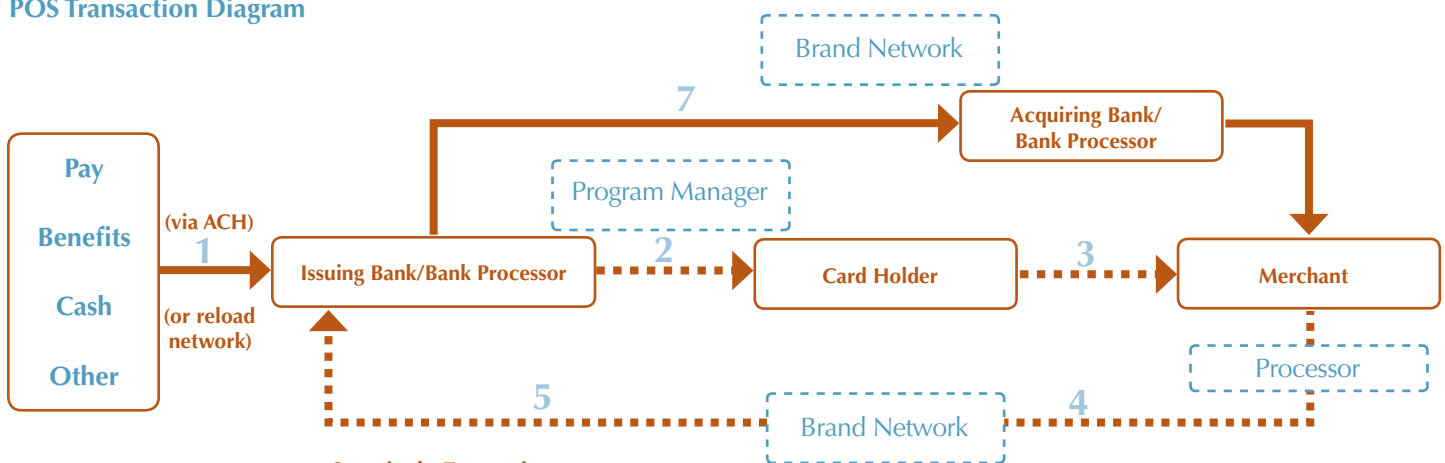 POS Transaction Diagram
Brand Network
7
Acquiring Bank/
Bank Processor
Pay
Benefits
Cash
Other
(via ACH)
1
(or reload
network)
Program Manager
Issuing Bank/Bank Processor
2
Card Holder
3
Merchant
Processor
5
Brand Network
4